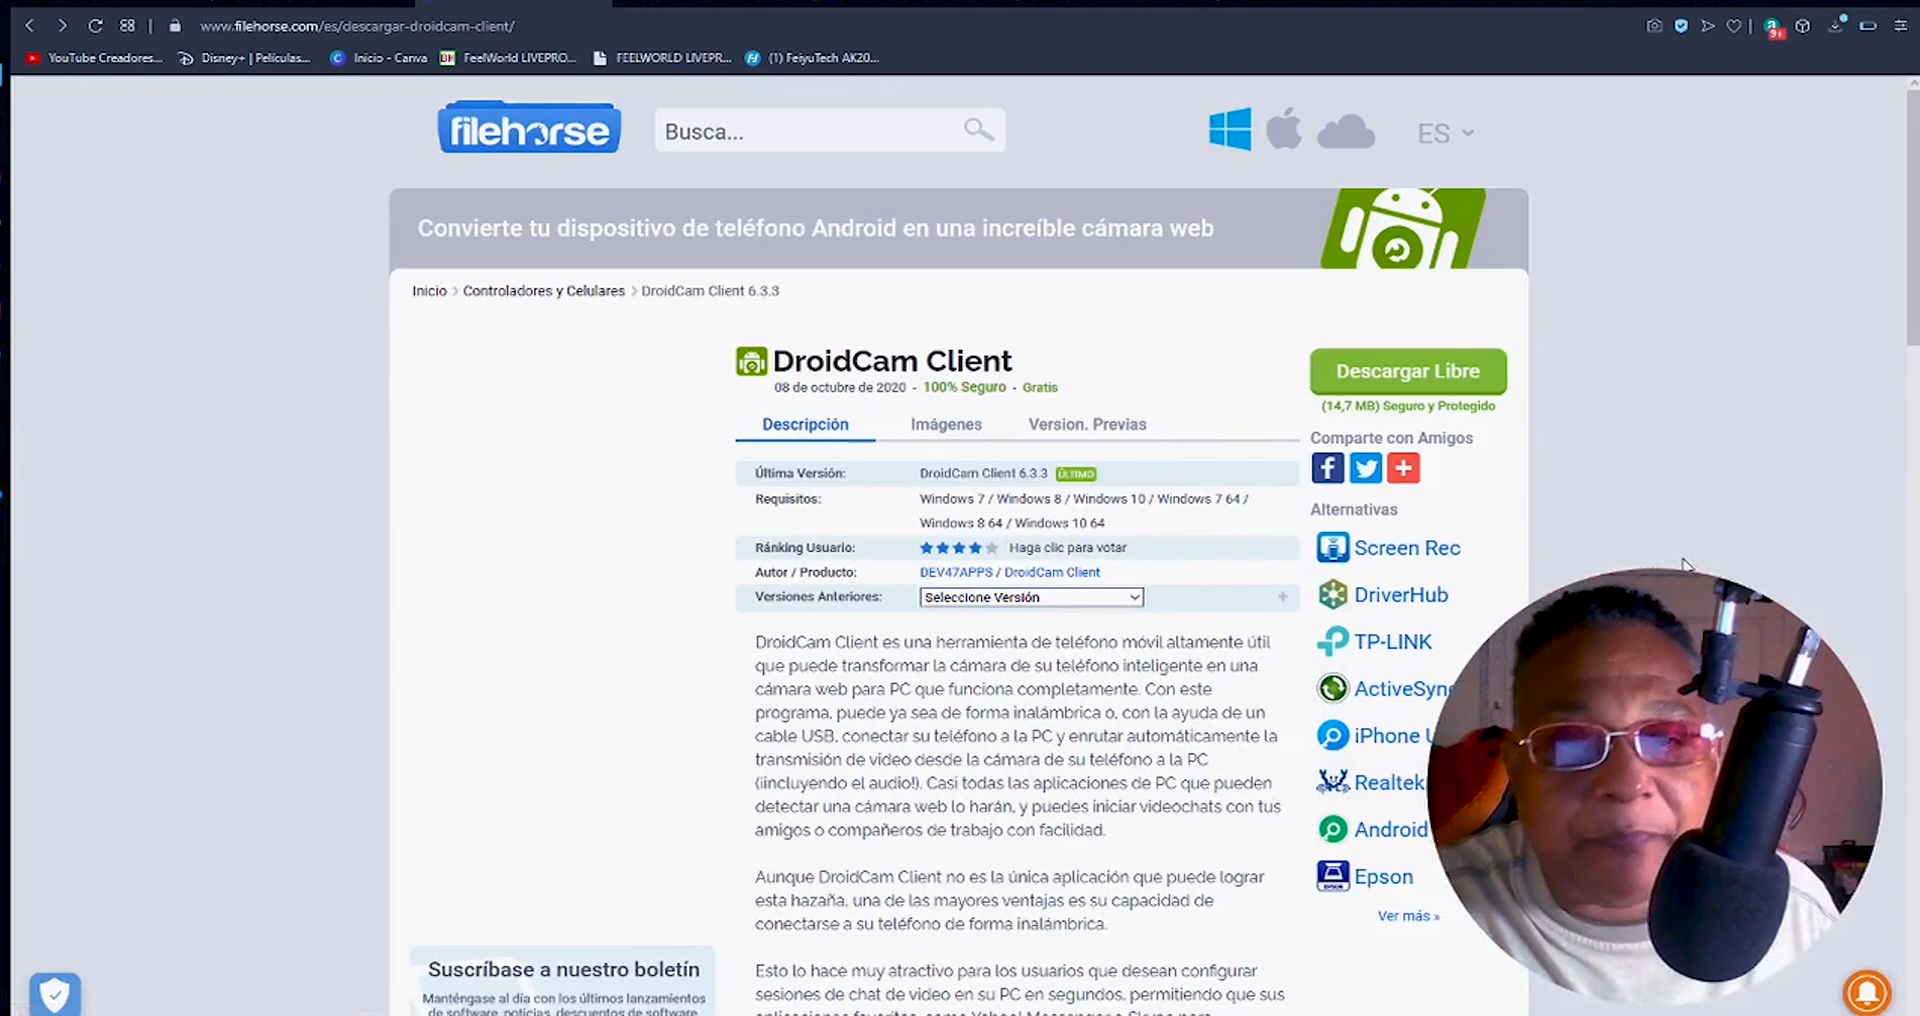 www.filehorse.com/es/descargar-droidcam-client/
9+
YouTube Creadores...
Disney+ | Películas...
Inicio - Canva
FeelWorld LIVEPRO...
FEELWORLD LIVEPR...
(1) FeiyuTech AK20...
filehorse
Busca...
ES
Convierte tu dispositivo de teléfono Android en una increíble cámara web
Inicio > Controladores y Celulares > DroidCam Client 6.3.3
DroidCam Client
08 de octubre de 2020 - 100% Seguro - Gratis
Descargar Libre
(14,7 MB) Seguro y Protegido
Descripción
Imágenes
Version. Previas
Comparte con Amigos
Última Versión: DroidCam Client 6.3.3 ÚLTIMO
Requisitos: Windows 7 / Windows 8 / Windows 10 / Windows 7 64 /
Windows 8 64 / Windows 10 64
Ránking Usuario: Haga clic para votar
Autor / Producto: DEV47APPS / DroidCam Client
Versiones Anteriores: Seleccione Versión
Alternativas
Screen Rec
DriverHub
TP-LINK
ActiveSync
iPhone U
Realtek
Android
EPSON
Epson
Ver más »
DroidCam Client es una herramienta de teléfono móvil altamente útil
que puede transformar la cámara de su teléfono inteligente en una
cámara web para PC que funciona completamente. Con este
programa, puede ya sea de forma inalámbrica o, con la ayuda de un
cable USB, conectar su teléfono a la PC y enrutar automáticamente la
transmisión de video desde la cámara de su teléfono a la PC
(¡incluyendo el audio!). Casi todas las aplicaciones de PC que pueden
detectar una cámara web lo harán, y puedes iniciar videochats con tus
amigos o compañeros de trabajo con facilidad.
Aunque DroidCam Client no es la única aplicación que puede lograr
esta hazaña, una de las mayores ventajas es su capacidad de
conectarse a su teléfono de forma inalámbrica.
Esto lo hace muy atractivo para los usuarios que desean configurar
sesiones de chat de video en su PC en segundos, permitiendo que sus
Suscríbase a nuestro boletín
Manténgase al día con los últimos lanzamientos
de software, noticias, descuentos de software,